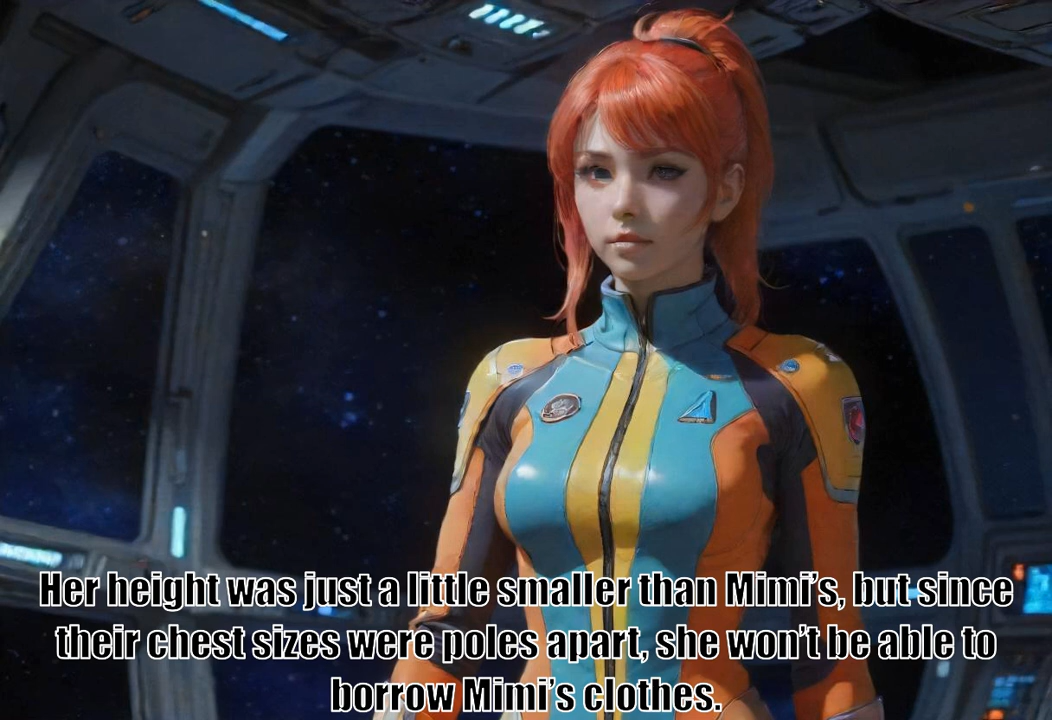 Her height was just a little smaller than Mimi’s, but since
their chest sizes were poles apart, she won’t be able to
borrow Mimi’s clothes.